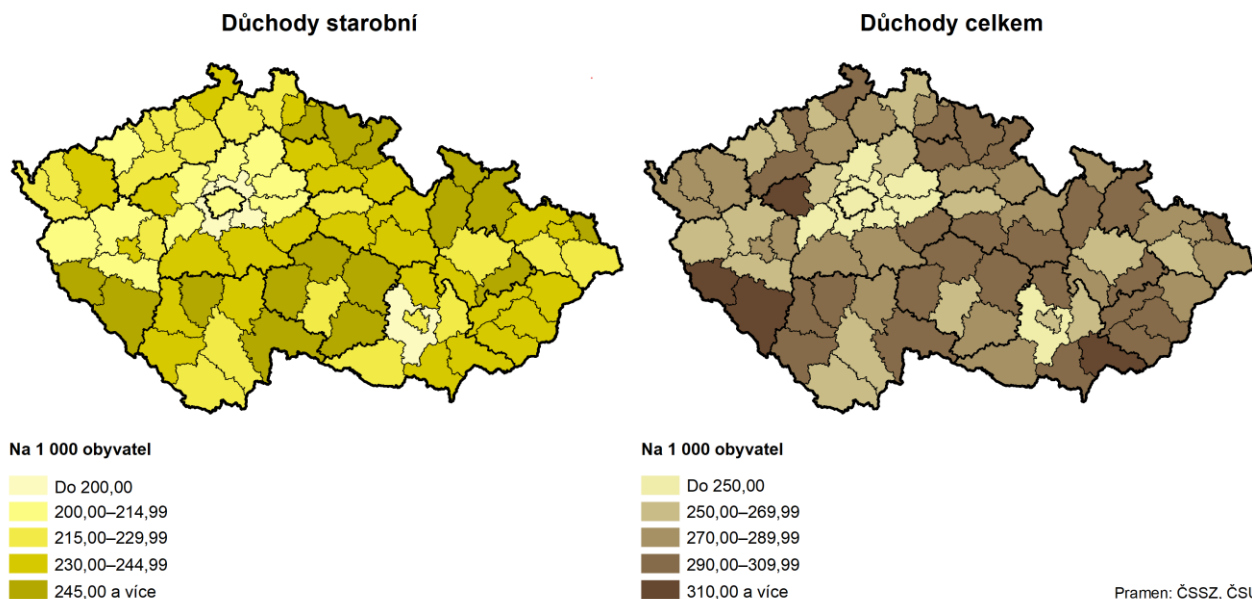 Důchody starobní
Důchody celkem
Na 1 000 obyvatel
Do 200,00
200,00–214,99
215,00–229,99
230,00–244,99
245,00 a více
Na 1 000 obyvatel
Do 250,00
250,00–269,99
270,00–289,99
290,00–309,99
310,00 a více
Pramen: ČSSZ, ČSÚ